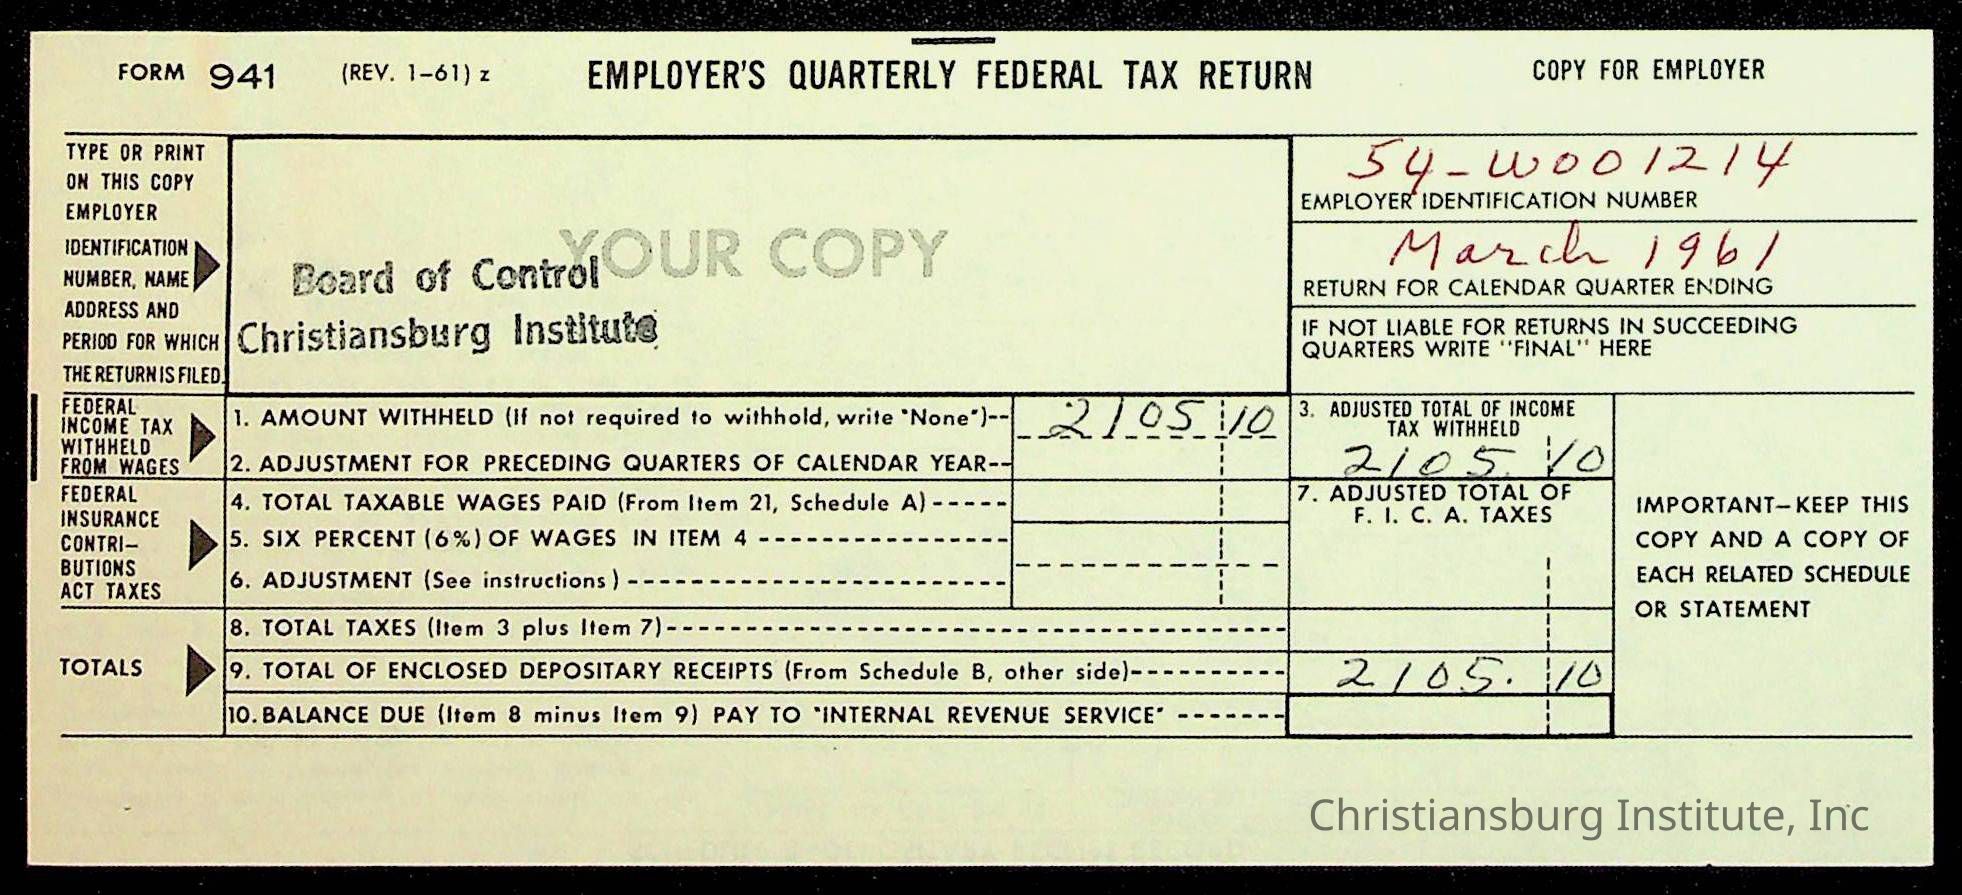 FORM 941 (REV. 1-61) z EMPLOYER'S QUARTERLY FEDERAL TAX RETURN COPY FOR EMPLOYER
TYPE OR PRINT
ON THIS COPY
EMPLOYER
IDENTIFICATION
NUMBER, NAME
ADDRESS AND
PERIOD FOR WHICH
THE RETURN IS FILED.
YOUR COPY
Board of Control
Christiansburg Institute
54-W001214
EMPLOYER IDENTIFICATION NUMBER
March 1961
RETURN FOR CALENDAR QUARTER ENDING
IF NOT LIABLE FOR RETURNS IN SUCCEEDING
QUARTERS WRITE "FINAL" HERE
FEDERAL
INCOME TAX
WITHHELD
FROM WAGES
1. AMOUNT WITHHELD (If not required to withhold, write "None")-- 2105 10
2. ADJUSTMENT FOR PRECEDING QUARTERS OF CALENDAR YEAR--
3. ADJUSTED TOTAL OF INCOME
TAX WITHHELD
2105. 10
FEDERAL
INSURANCE
CONTRI-
BUTIONS
ACT TAXES
4. TOTAL TAXABLE WAGES PAID (From Item 21, Schedule A)-----
5. SIX PERCENT (6%) OF WAGES IN ITEM 4 ----------------
6. ADJUSTMENT (See instructions) ------------------------
7. ADJUSTED TOTAL OF
F. I. C. A. TAXES
IMPORTANT-KEEP THIS
COPY AND A COPY OF
EACH RELATED SCHEDULE
OR STATEMENT
TOTALS
8. TOTAL TAXES (Item 3 plus Item 7)----------------------------------------
9. TOTAL OF ENCLOSED DEPOSITARY RECEIPTS (From Schedule B, other side)---------- 2105. 10
10. BALANCE DUE (Item 8 minus Item 9) PAY TO "INTERNAL REVENUE SERVICE" -------
Christiansburg Institute, Inc